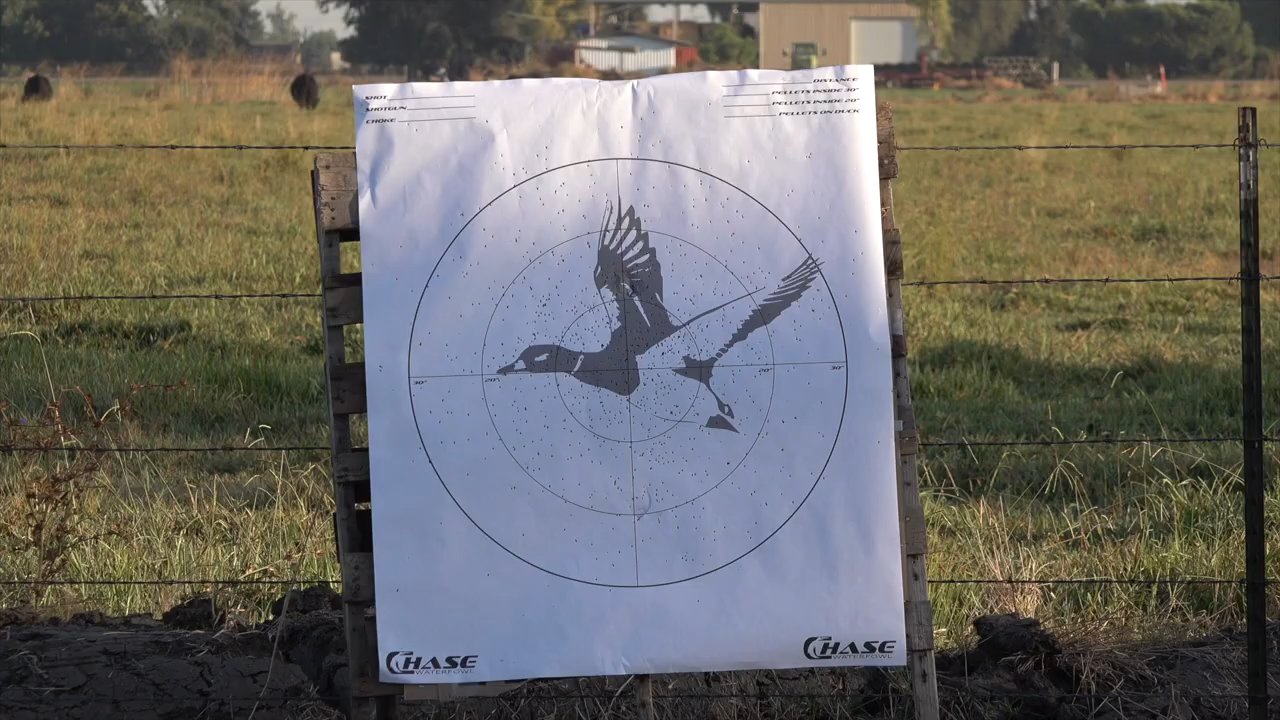 SHOT
SHOTGUN
CHOKE
DISTANCE
PELLETS INSIDE 30"
PELLETS INSIDE 20"
PELLETS ON DUCK
30"
20"
20"
30"
CHASE
WATERFOWL
CHASE
WATERFOWL